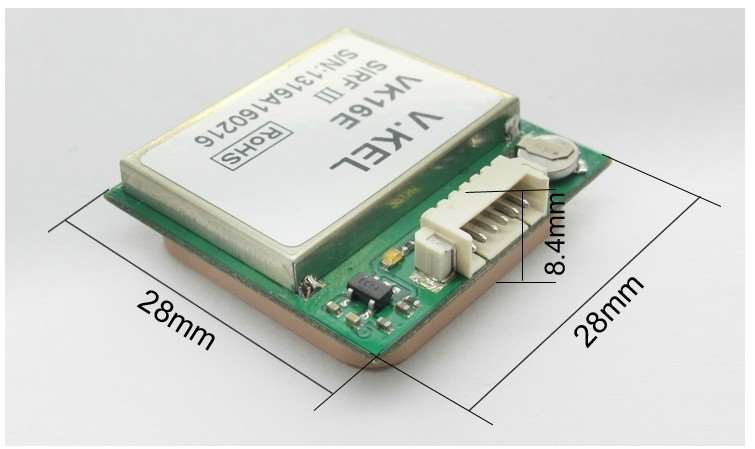 V.KEL
VK16E
SIRF III
S/N:1316A160216
RoHS
8.4mm
28mm
28mm